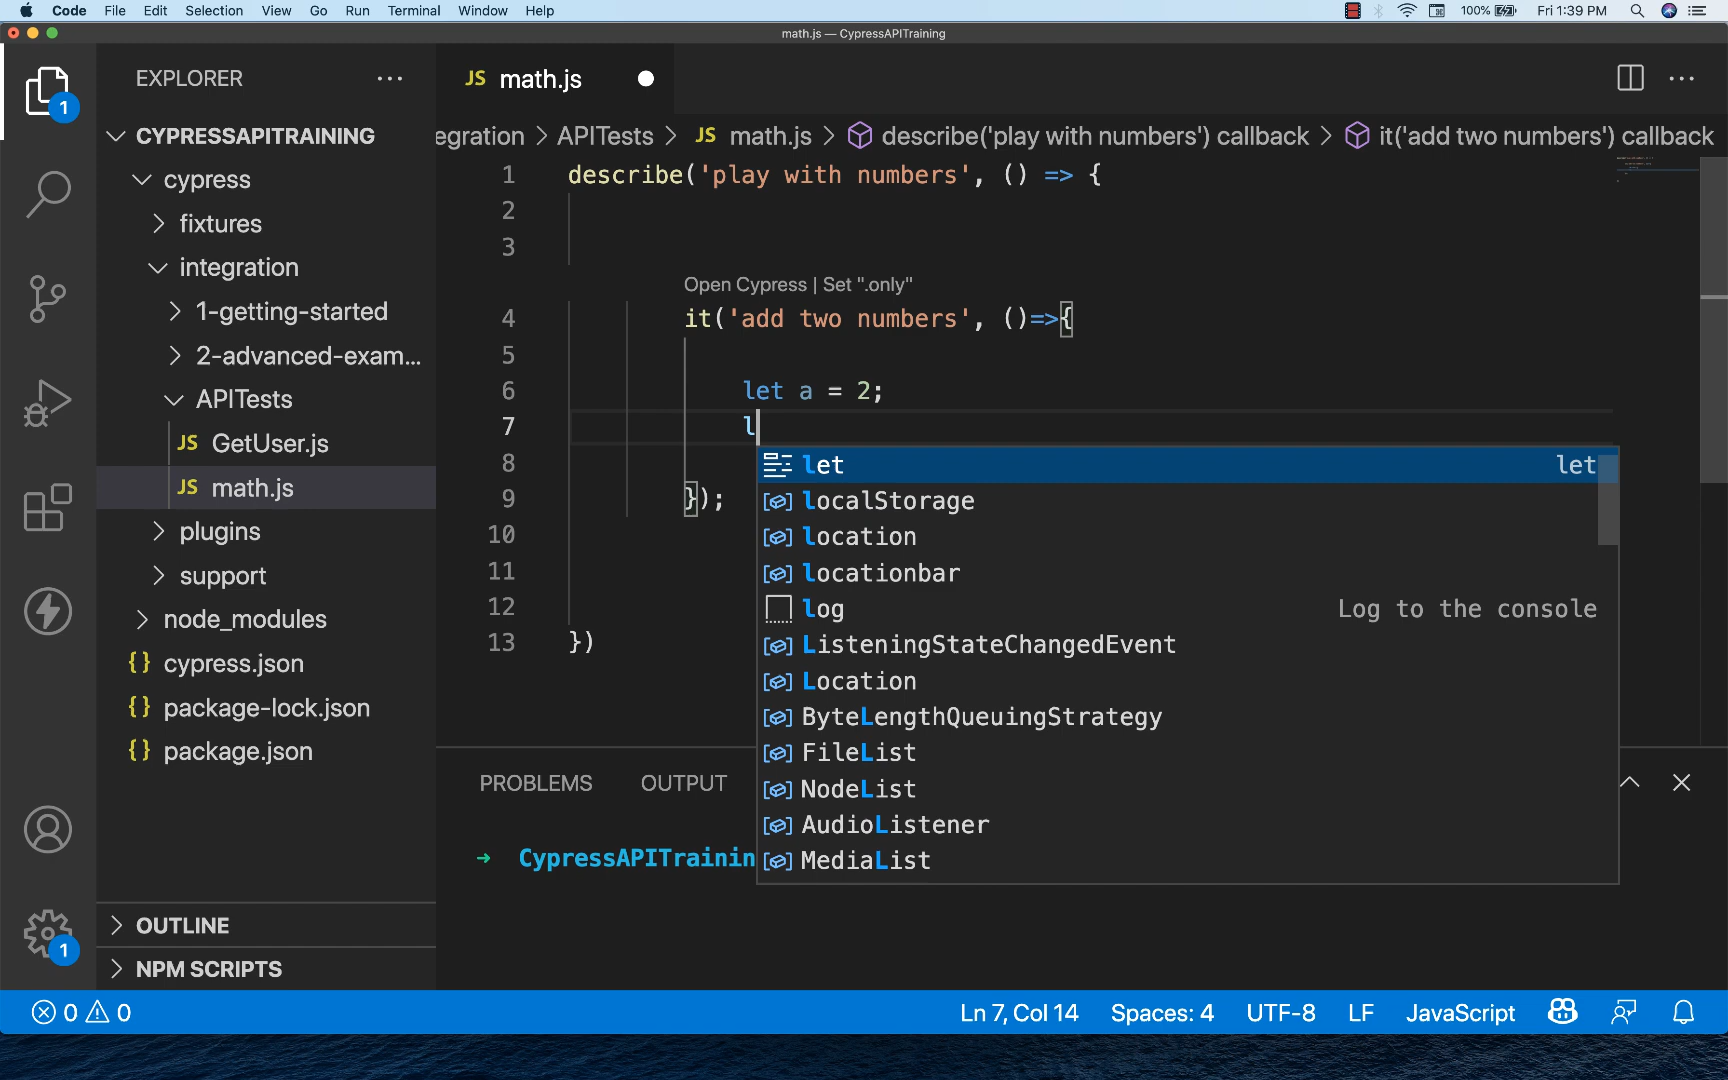 Code File Edit Selection View Go Run Terminal Window Help 100% Fri 1:39 PM
math.js — CypressAPITraining
EXPLORER
JS math.js
1
CYPRESSAPITRAINING
egration > APITests > JS math.js > describe('play with numbers') callback > it('add two numbers') callback
cypress
fixtures
integration
1-getting-started
2-advanced-exam...
APITests
JS GetUser.js
JS math.js
plugins
support
node_modules
{} cypress.json
{} package-lock.json
{} package.json
OUTLINE
NPM SCRIPTS
1
1 describe('play with numbers', () => {
2
3
Open Cypress | Set ".only"
4 it('add two numbers', ()=>{
5
6 let a = 2;
7 l
8
9 });
10
11
12
13 })
let let
localStorage
location
locationbar
log Log to the console
ListeningStateChangedEvent
Location
ByteLengthQueuingStrategy
FileList
NodeList
AudioListener
MediaList
PROBLEMS OUTPUT
→ CypressAPITrainin
0 0 Ln 7, Col 14 Spaces: 4 UTF-8 LF JavaScript